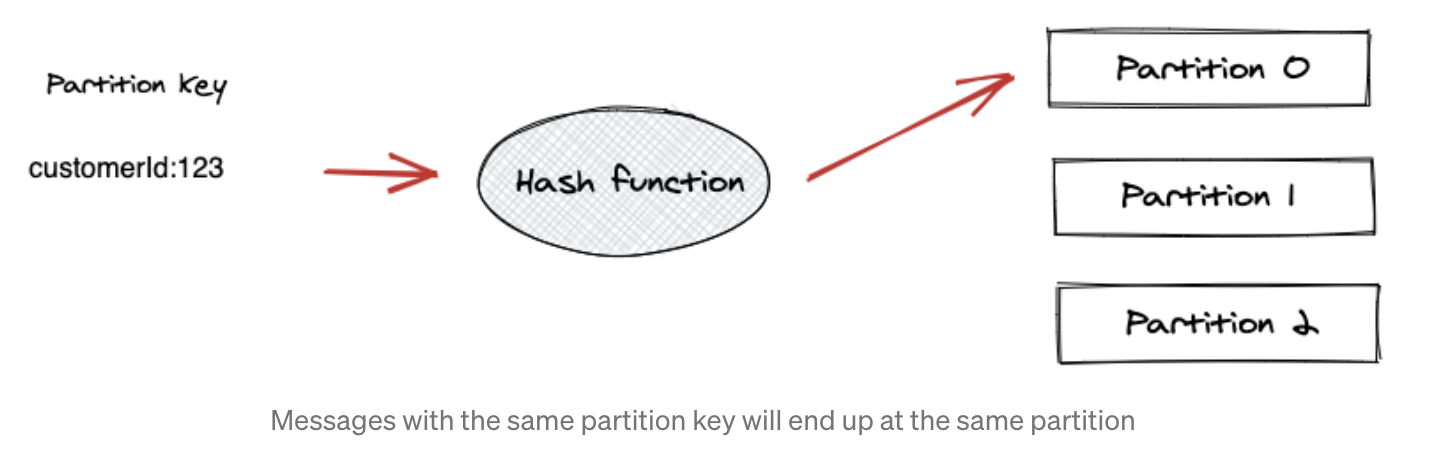 Partition key
customerId:123
Hash function
Partition 0
Partition 1
Partition 2
Messages with the same partition key will end up at the same partition